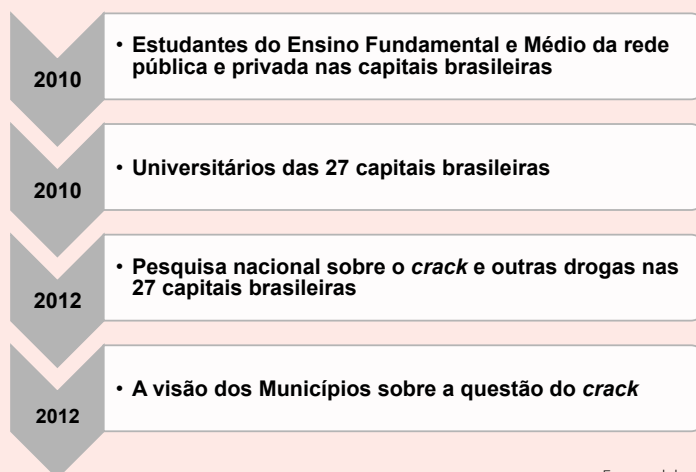 2010
• Estudantes do Ensino Fundamental e Médio da rede
pública e privada nas capitais brasileiras
2010
• Universitários das 27 capitais brasileiras
2012
• Pesquisa nacional sobre o crack e outras drogas nas
27 capitais brasileiras
2012
• A visão dos Municípios sobre a questão do crack